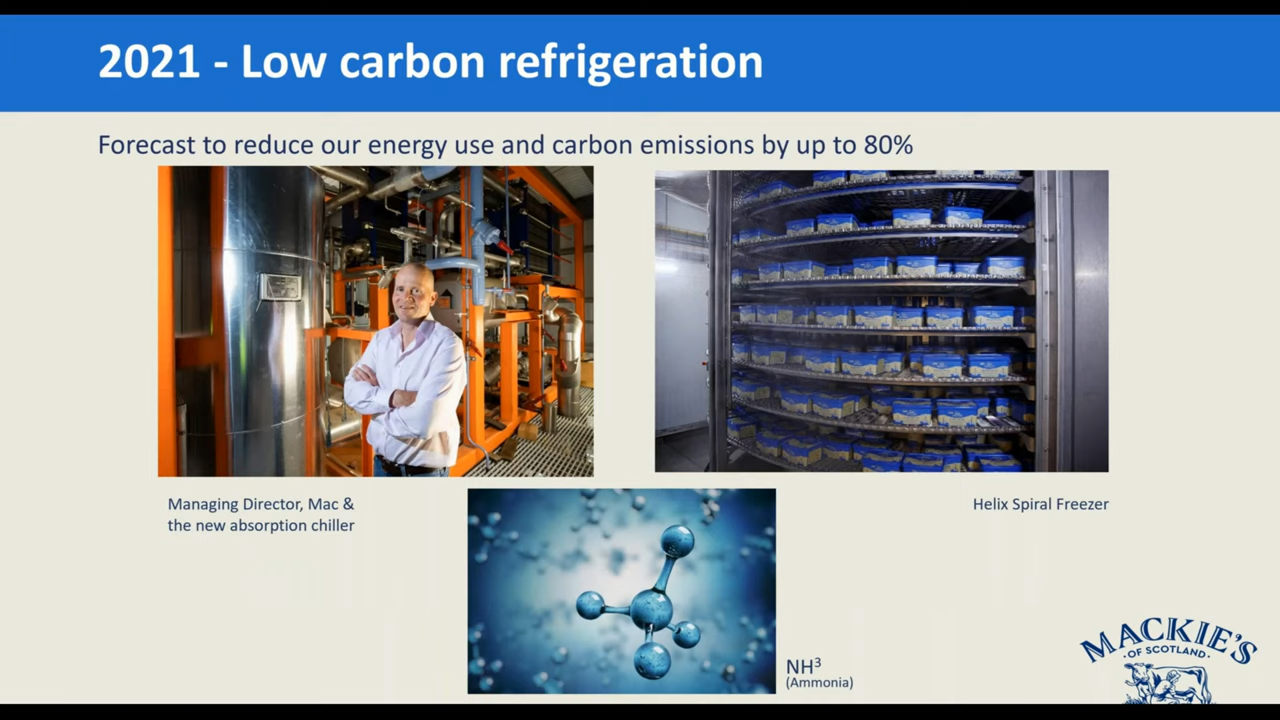 2021 - Low carbon refrigeration
Forecast to reduce our energy use and carbon emissions by up to 80%
Managing Director, Mac &
the new absorption chiller
Helix Spiral Freezer
NH³
(Ammonia)
MACKIE'S
·OF SCOTLAND·